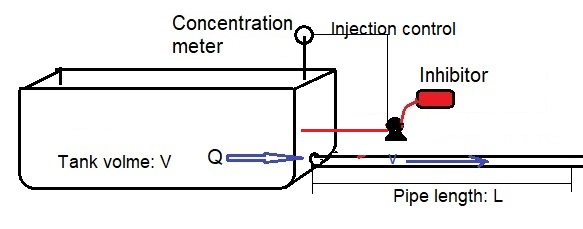 Concentration
meter
Injection control
Inhibitor
Tank volme: V
Q
V
Pipe length: L